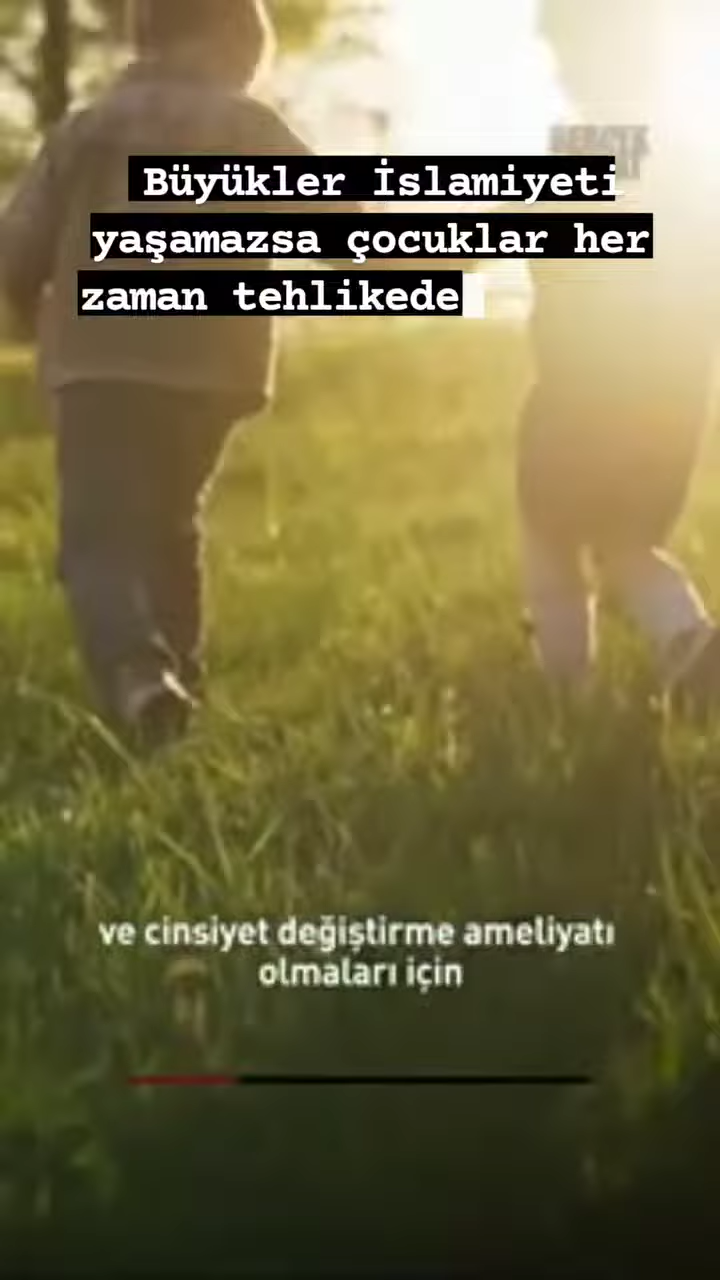 Büyükler İslamiyeti
yaşamazsa çocuklar her
zaman tehlikede
ve cinsiyet değiştirme ameliyatı
olmaları için